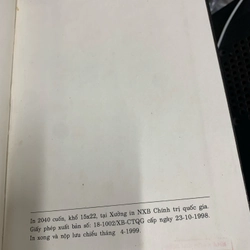 In 2040 cuốn, khổ 15x22, tại Xưởng in NXB Chính trị quốc gia.
Giấy phép xuất bản số: 18-1002/XB-CTQG cấp ngày 23-10-1998.
In xong và nộp lưu chiểu tháng 4-1999